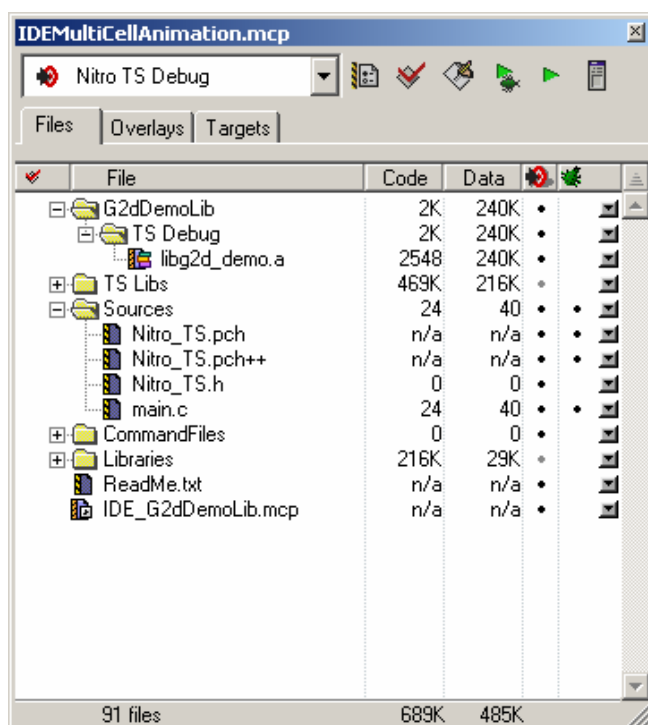 IDEMultiCellAnimation.mcp
Nitro TS Debug
Files Overlays Targets
File Code Data
G2dDemoLib 2K 240K
TS Debug 2K 240K
libg2d_demo.a 2548 240K
TS Libs 469K 216K
Sources 24 40
Nitro_TS.pch n/a n/a
Nitro_TS.pch++ n/a n/a
Nitro_TS.h 0 0
main.c 24 40
CommandFiles 0 0
Libraries 216K 29K
ReadMe.txt n/a n/a
IDE_G2dDemoLib.mcp n/a n/a
91 files 689K 485K